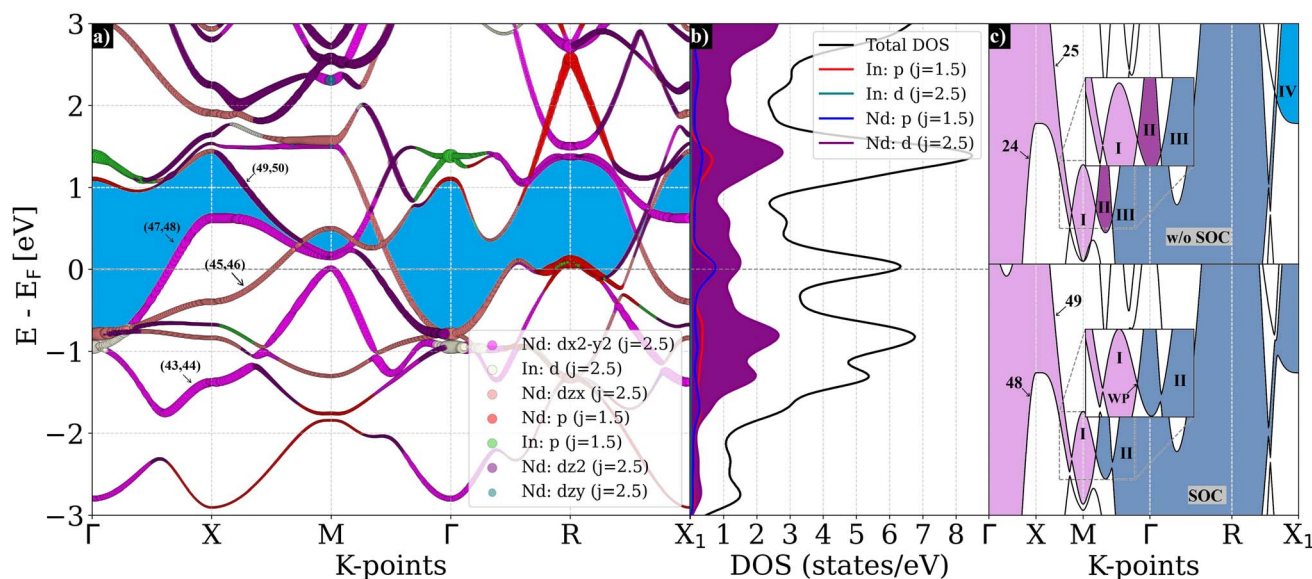 a)
E - E_F [eV]
3
2
1
0
−1
−2
−3
(49,50)
(47,48)
(45,46)
(43,44)
Nd: dx2-y2 (j=2.5)
In: d (j=2.5)
Nd: dzx (j=2.5)
Nd: p (j=1.5)
In: p (j=1.5)
Nd: dz2 (j=2.5)
Nd: dzy (j=2.5)
Γ X M Γ R X₁
K-points
b)
Total DOS
In: p (j=1.5)
In: d (j=2.5)
Nd: p (j=1.5)
Nd: d (j=2.5)
1 2 3 4 5 6 7 8
DOS (states/eV)
c)
25
IV
II
I
III
24
I
II
III
w/o SOC
49
I
II
48
WP
I
II
SOC
Γ X M Γ R X₁
K-points